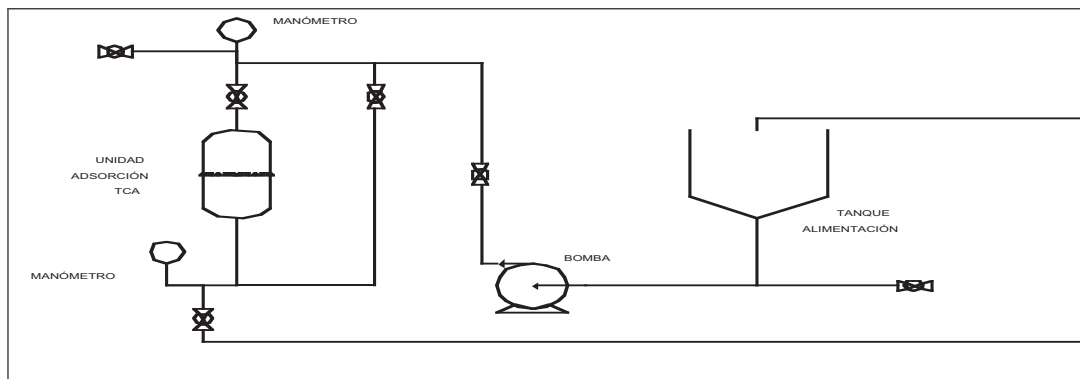 MANÓMETRO
UNIDAD
ADSORCIÓN
TCA
TANQUE
ALIMENTACIÓN
BOMBA
MANÓMETRO